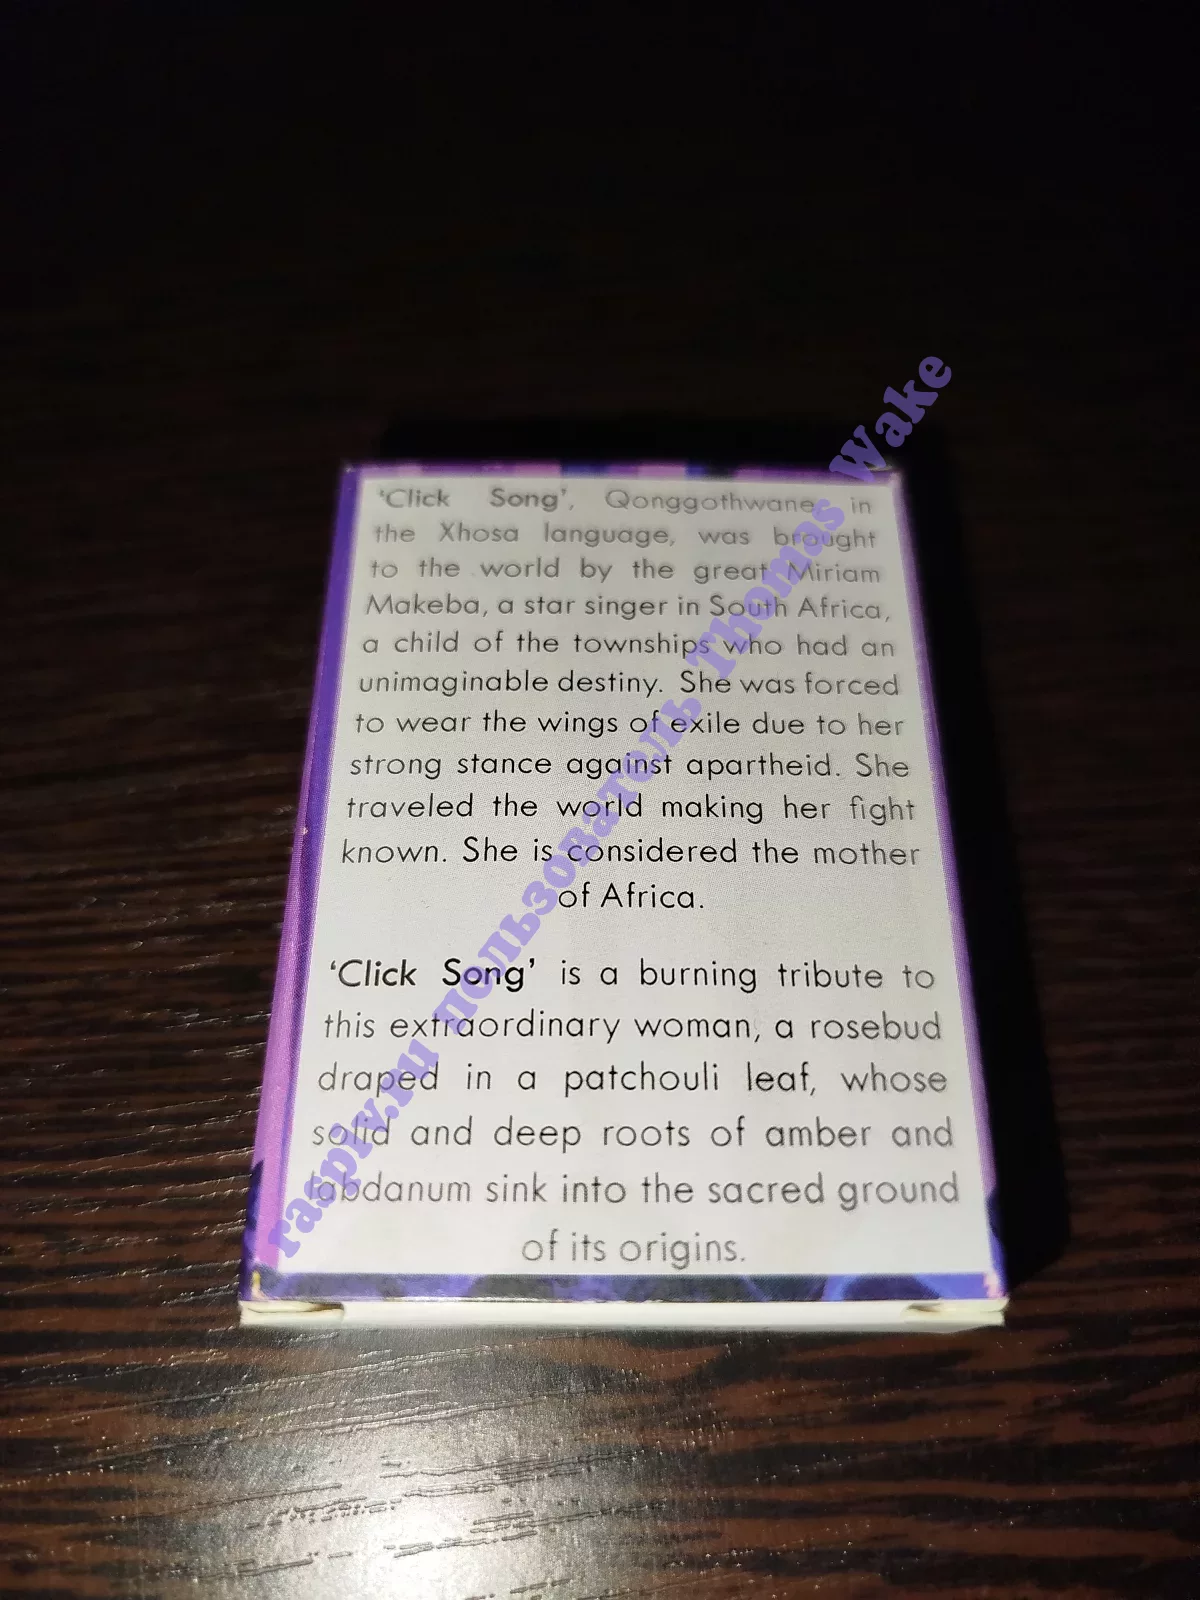 'Click Song', Qonggothwane in
the Xhosa language, was brought
to the world by the great Miriam
Makeba, a star singer in South Africa,
a child of the townships who had an
unimaginable destiny. She was forced
to wear the wings of exile due to her
strong stance against apartheid. She
traveled the world making her fight
known. She is considered the mother
of Africa.
'Click Song' is a burning tribute to
this extraordinary woman, a rosebud
draped in a patchouli leaf, whose
solid and deep roots of amber and
labdanum sink into the sacred ground
of its origins.
raspiv.ru пользователь Thomas Wake